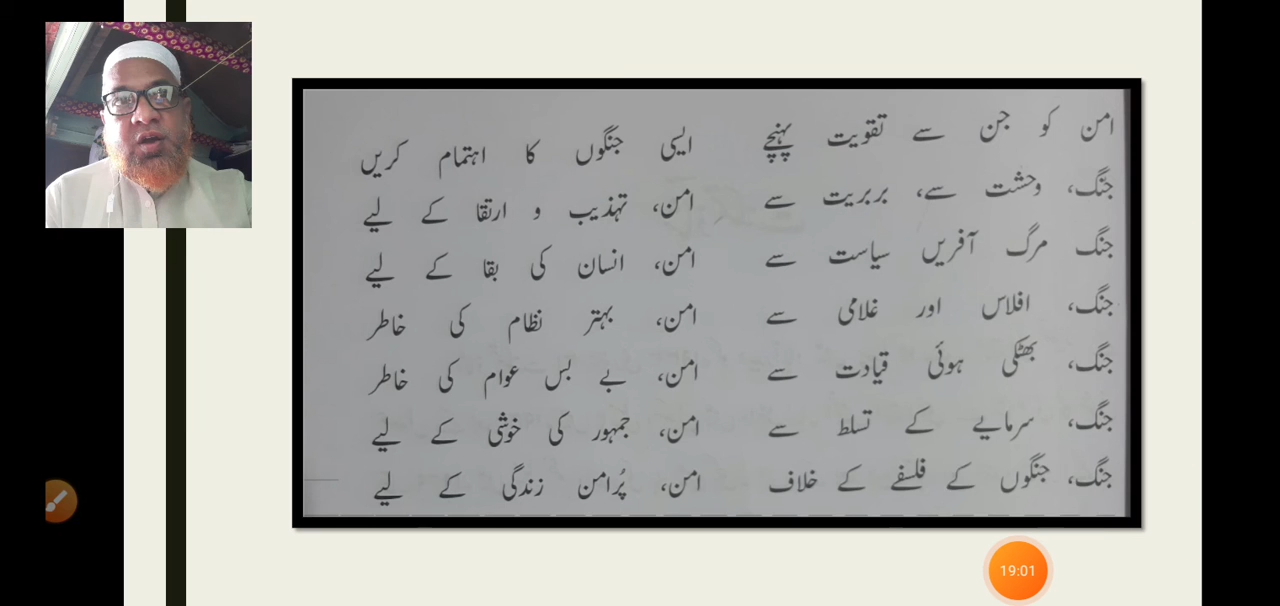 امن کو جن سے تقویت پہنچے ایسی جنگوں کا اہتمام کریں
جنگ، وحشت سے، بربریت سے امن، تہذیب و ارتقا کے لیے
جنگ مرگ آفریں سیاست سے امن، انسان کی بقا کے لیے
جنگ، افلاس اور غلامی سے امن، بہتر نظام کی خاطر
جنگ، بھٹکی ہوئی قیادت سے امن، بے بس عوام کی خاطر
جنگ، سرمایے کے تسلط سے امن، جمہور کی خوشی کے لیے
جنگ، جنگوں کے فلسفے کے خلاف امن، پُرامن زندگی کے لیے
19:01